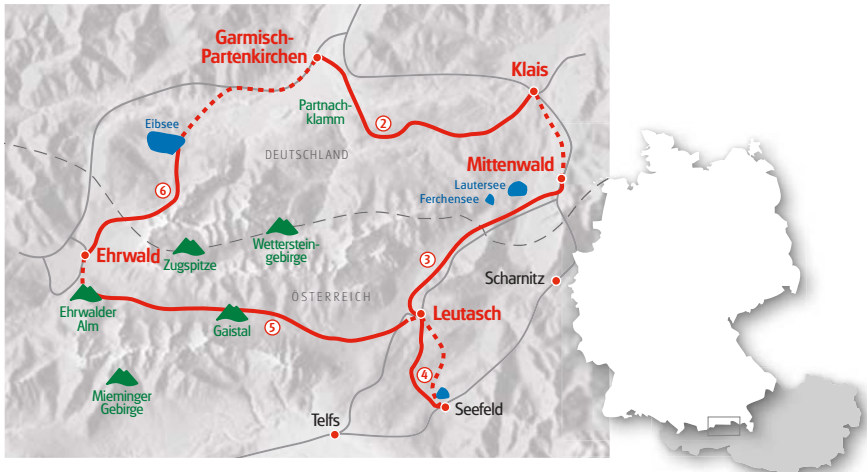 Garmisch-
Partenkirchen
Klais
Partnach-
klamm
2
Eibsee
DEUTSCHLAND
Mittenwald
Lautersee
Ferchensee
6
Ehrwald
Zugspitze
Wetterstein-
gebirge
3
Scharnitz
ÖSTERREICH
Ehrwalder
Alm
Gaistal
5
Leutasch
4
Mieminger
Gebirge
Telfs
Seefeld